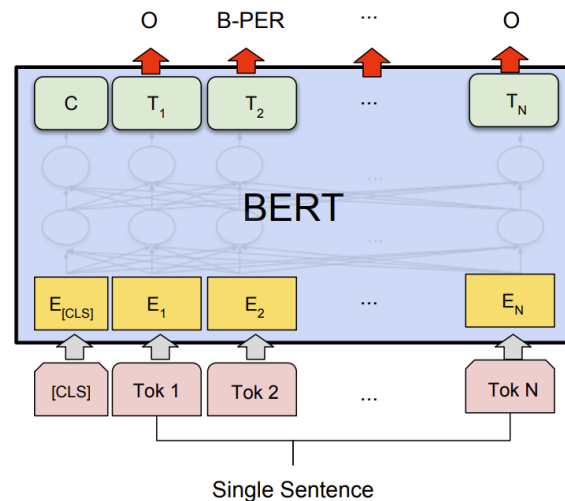 O B-PER ... O
C T1 T2 ... TN
...
BERT
...
E[CLS] E1 E2 ... EN
[CLS] Tok 1 Tok 2 ... Tok N
Single Sentence